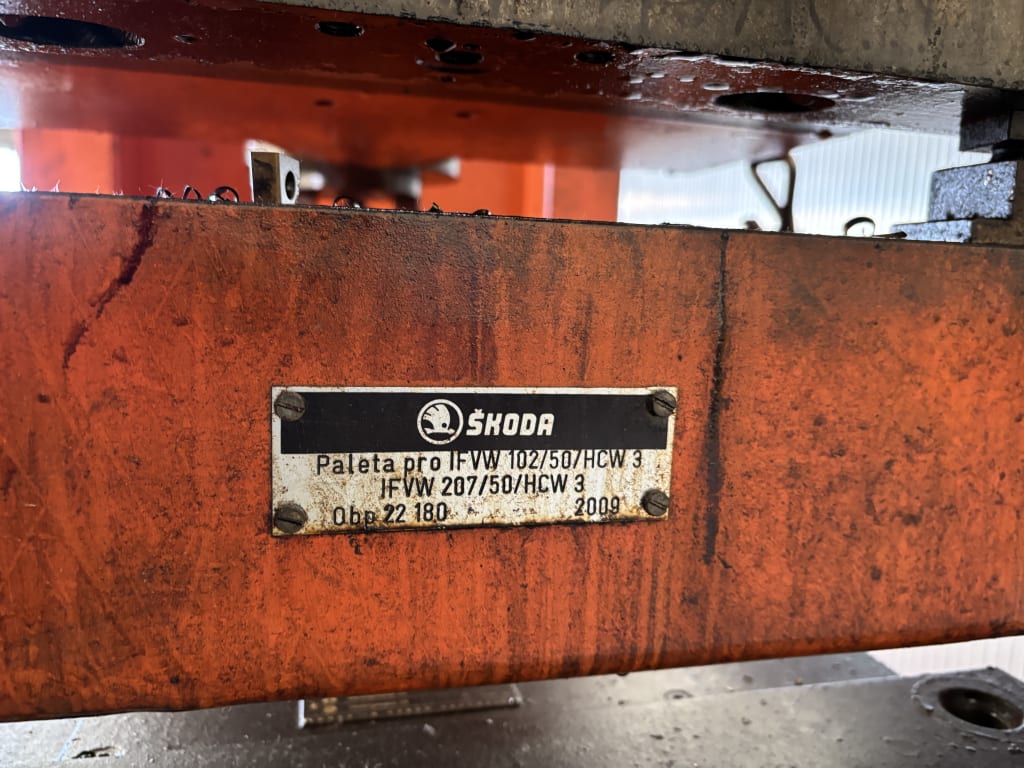 ŠKODA
Paleta pro IFVW 102/50/HCW 3
IFVW 207/50/HCW 3
Obp 22 180 2009